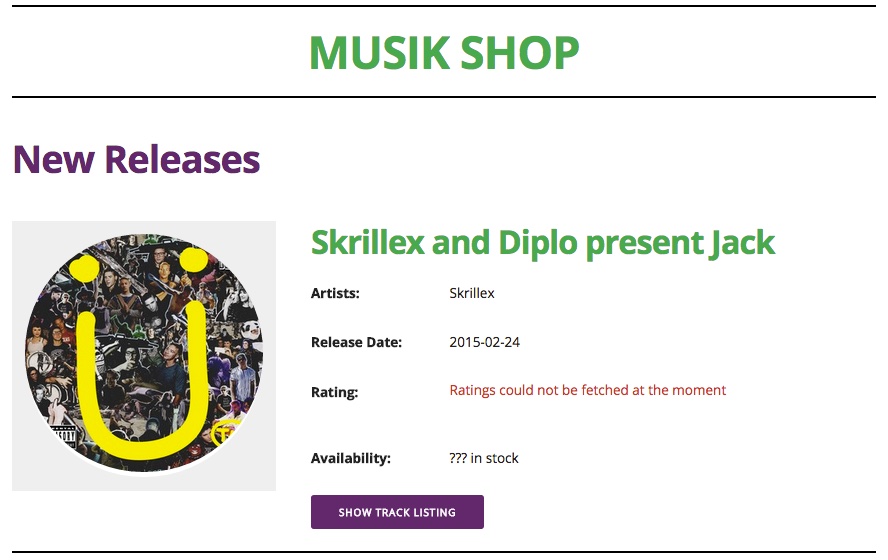 MUSIK SHOP
New Releases
Skrillex and Diplo present Jack
Artists: Skrillex
Release Date: 2015-02-24
Rating: Ratings could not be fetched at the moment
Availability: ??? in stock
SHOW TRACK LISTING
Ü